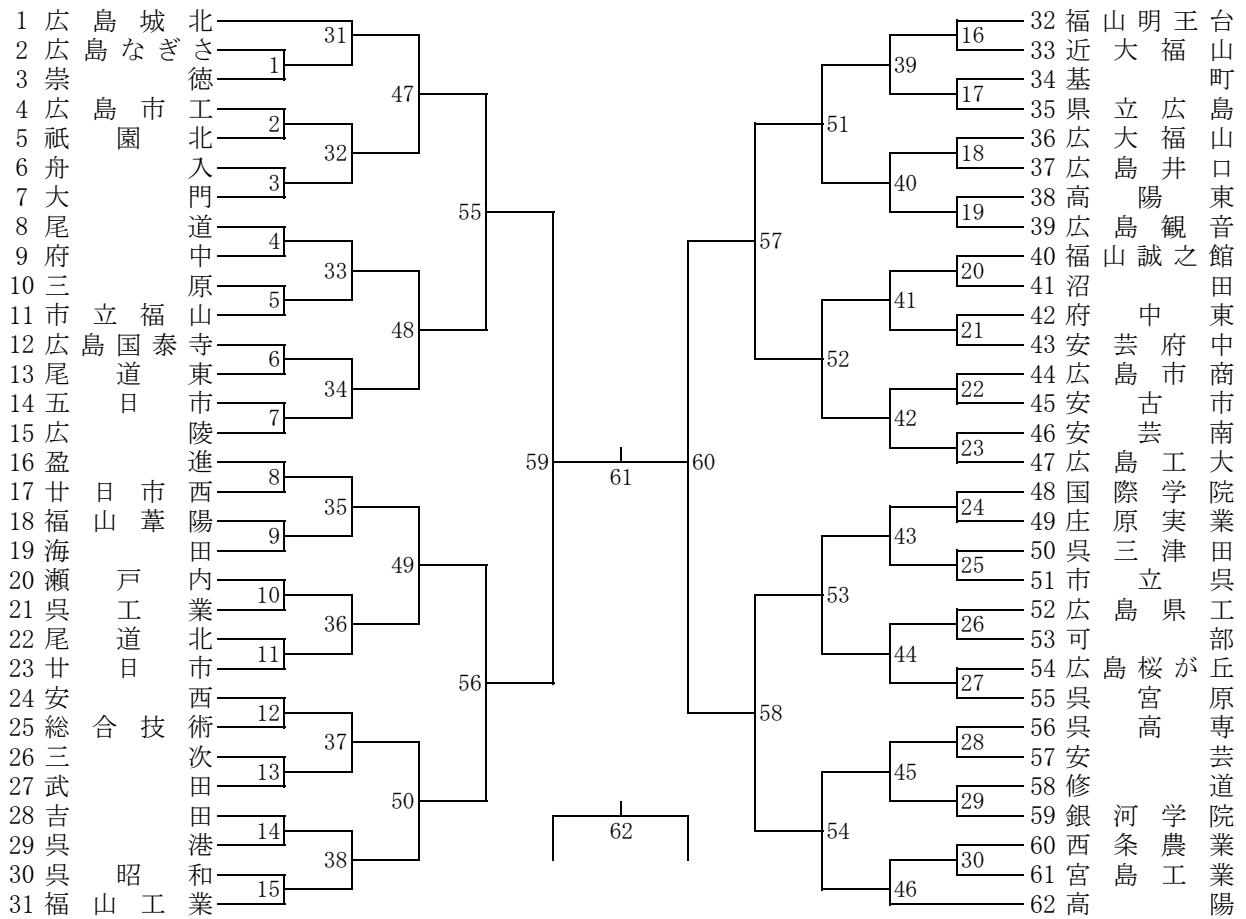 1 広島城北
2 広島なぎさ
3 崇徳
4 広島市工
5 祇園北
6 舟入
7 大門
8 尾道
9 府中
10 三原
11 市立福山
12 広島国泰寺
13 尾道東
14 五日市
15 広陵
16 盈進
17 廿日市西
18 福山葦陽
19 海田
20 瀬戸内
21 呉工業
22 尾道北
23 廿日市
24 安西
25 総合技術
26 三次
27 武田
28 吉田
29 呉港
30 呉昭和
31 福山工業
1
2
3
4
5
6
7
8
9
10
11
12
13
14
15
31
32
33
34
35
36
37
38
47
48
49
50
55
56
59
61
62
60
57
58
51
52
53
54
39
40
41
42
43
44
45
46
16
17
18
19
20
21
22
23
24
25
26
27
28
29
30
32 福山明王台
33 近大福山
34 基町
35 県立広島
36 広大福山
37 広島井口
38 高陽東
39 広島観音
40 福山誠之館
41 沼田
42 府中東
43 安芸府中
44 広島市商
45 安古市
46 安芸南
47 広島工大
48 国際学院
49 庄原実業
50 呉三津田
51 市立呉
52 広島県工
53 可部
54 広島桜が丘
55 呉宮原
56 呉高専
57 安芸
58 修道
59 銀河学院
60 西条農業
61 宮島工業
62 高陽